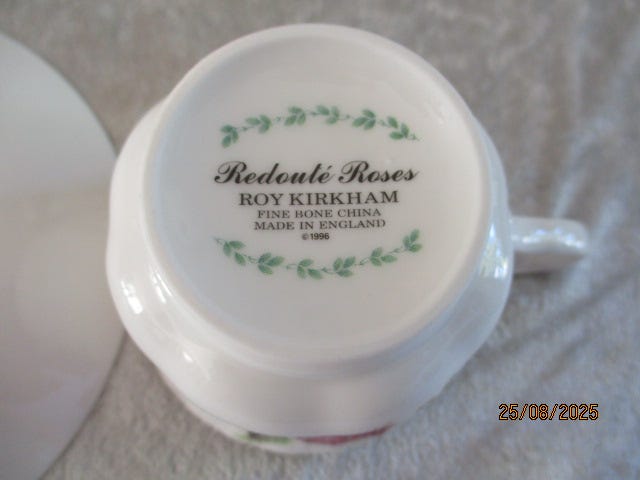 Redouté Roses
ROY KIRKHAM
FINE BONE CHINA
MADE IN ENGLAND
©1996
25/08/2025